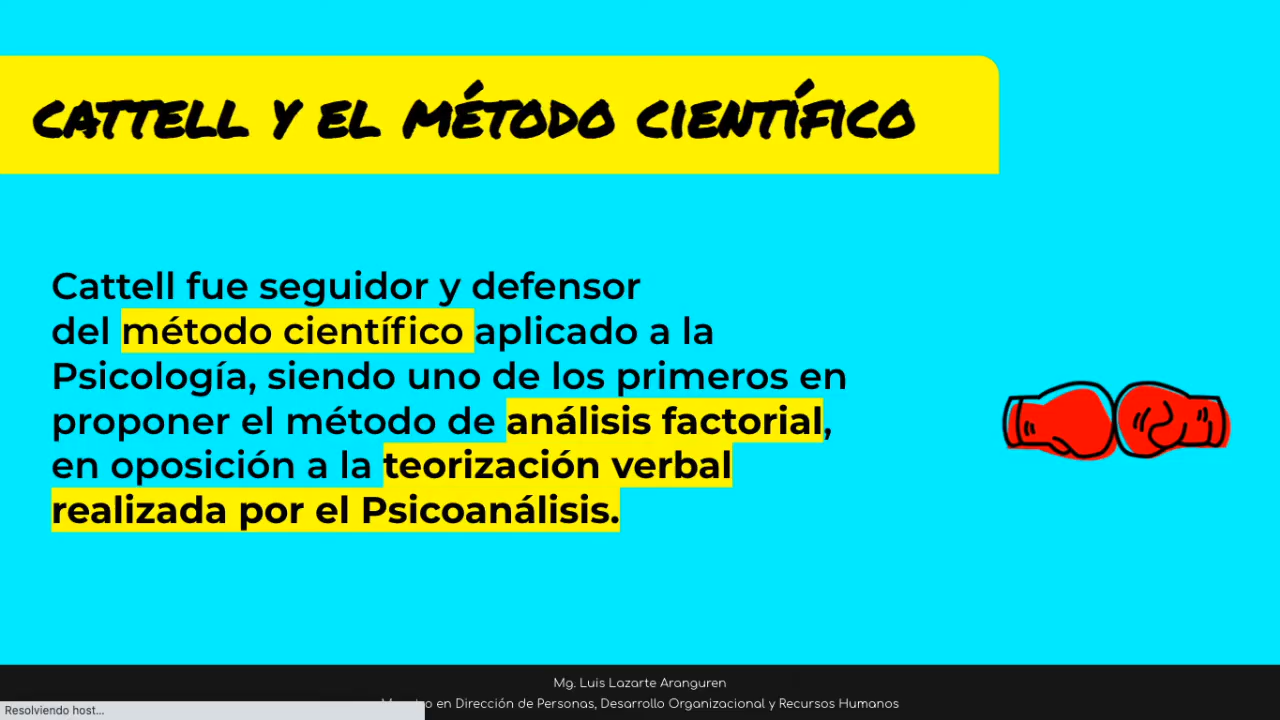 CATTELL Y EL MÉTODO CIENTÍFICO
Cattell fue seguidor y defensor
del método científico aplicado a la
Psicología, siendo uno de los primeros en
proponer el método de análisis factorial,
en oposición a la teorización verbal
realizada por el Psicoanálisis.
Mg. Luis Lazarte Aranguren
en Dirección de Personas, Desarrollo Organizacional y Recursos Humanos
Resolviendo host...